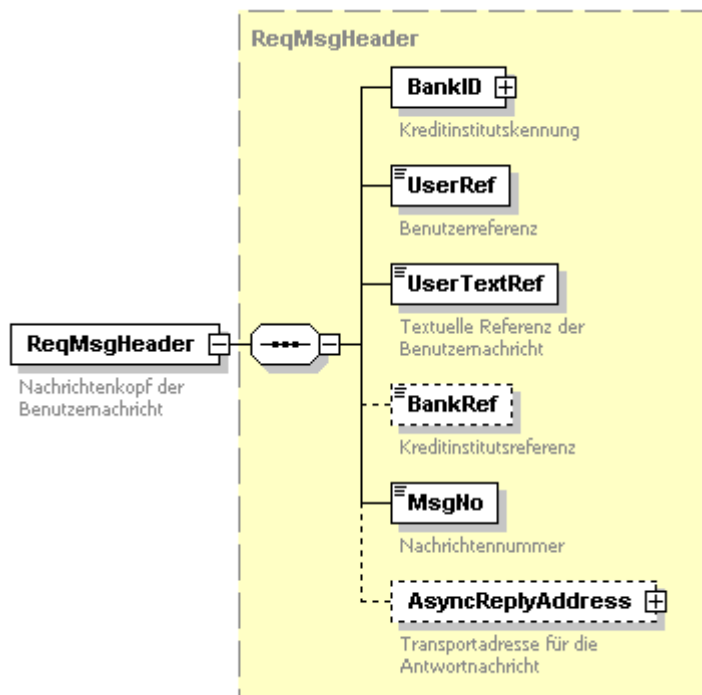 ReqMsgHeader
BankID
Kreditinstitutskennung
UserRef
Benutzerreferenz
UserTextRef
Textuelle Referenz der
Benutzernachricht
ReqMsgHeader
Nachrichtenkopf der
Benutzernachricht
BankRef
Kreditinstitutsreferenz
MsgNo
Nachrichtennummer
AsyncReplyAddress
Transportadresse für die
Antwortnachricht